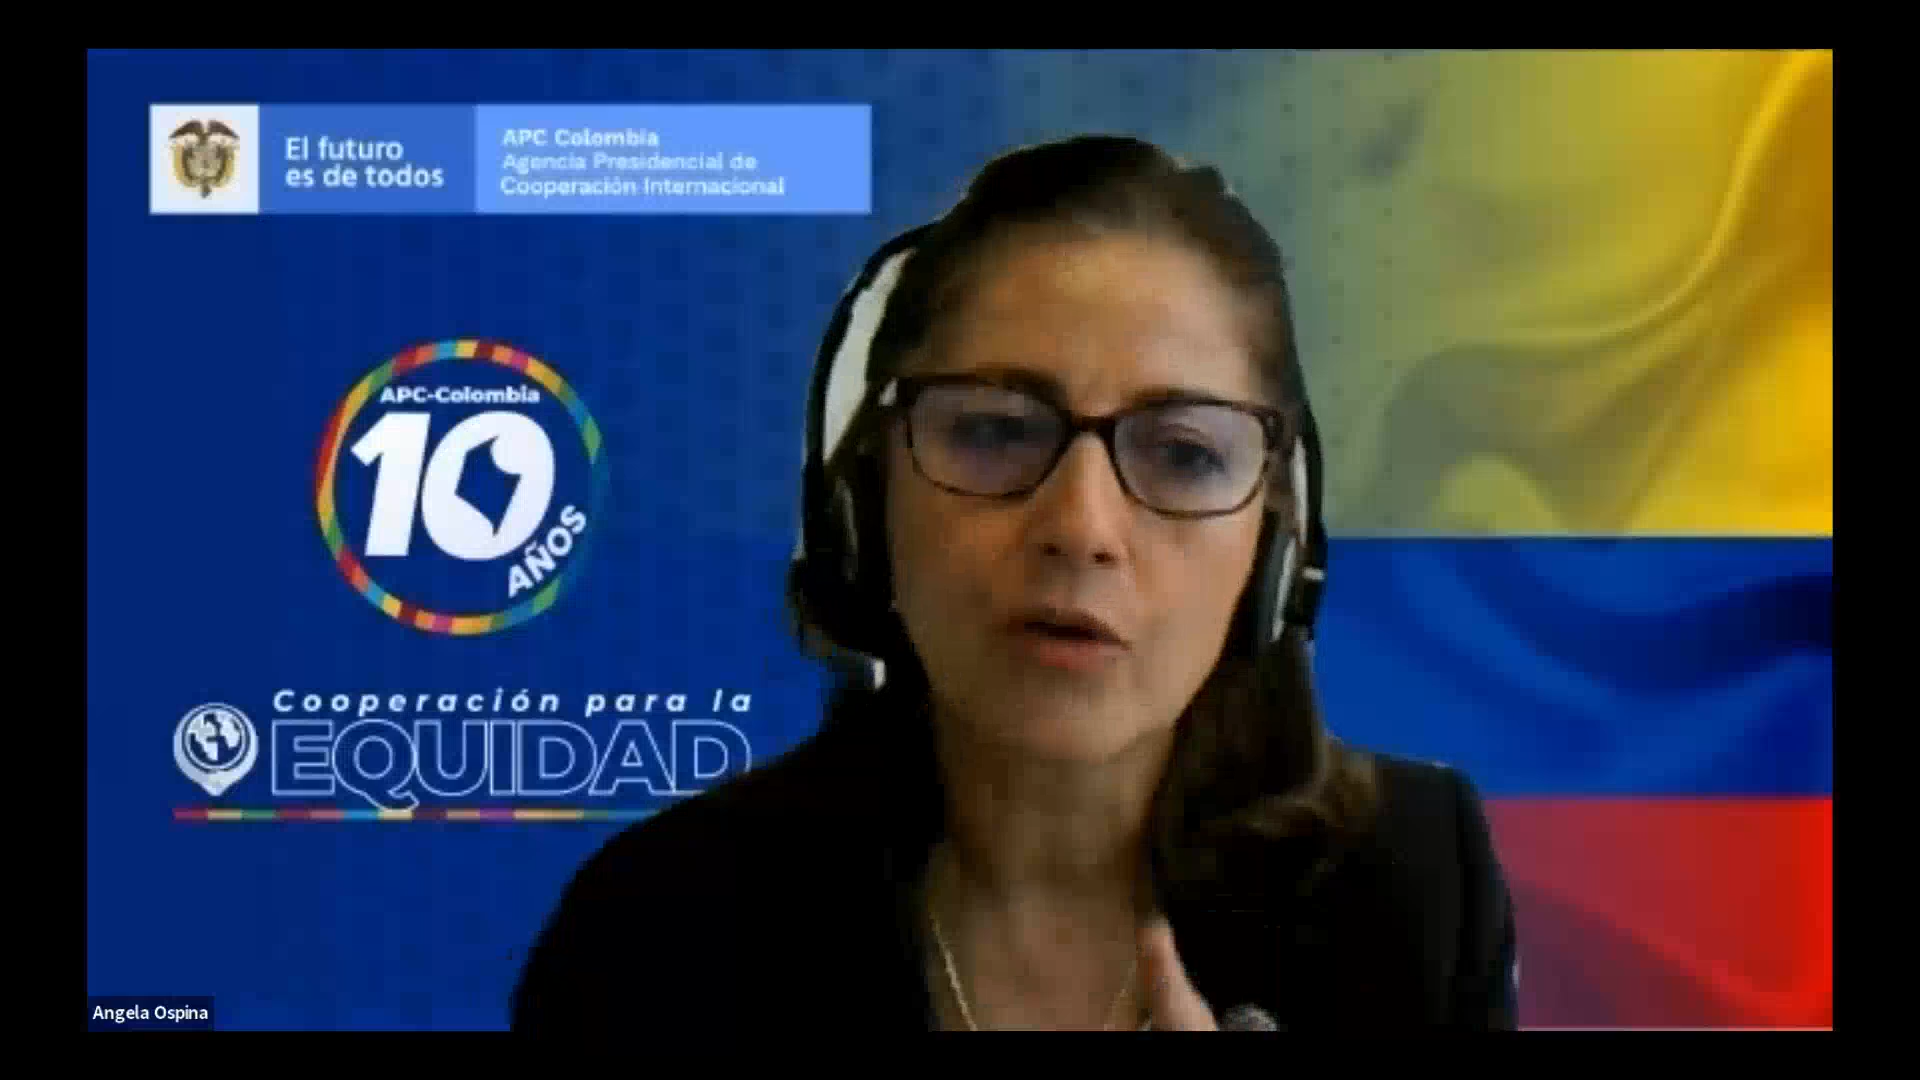 El futuro
es de todos
APC Colombia
Agencia Presidencial de
Cooperación Internacional
APC-Colombia
10
AÑOS
Cooperación para la
EQUIDAD
Angela Ospina